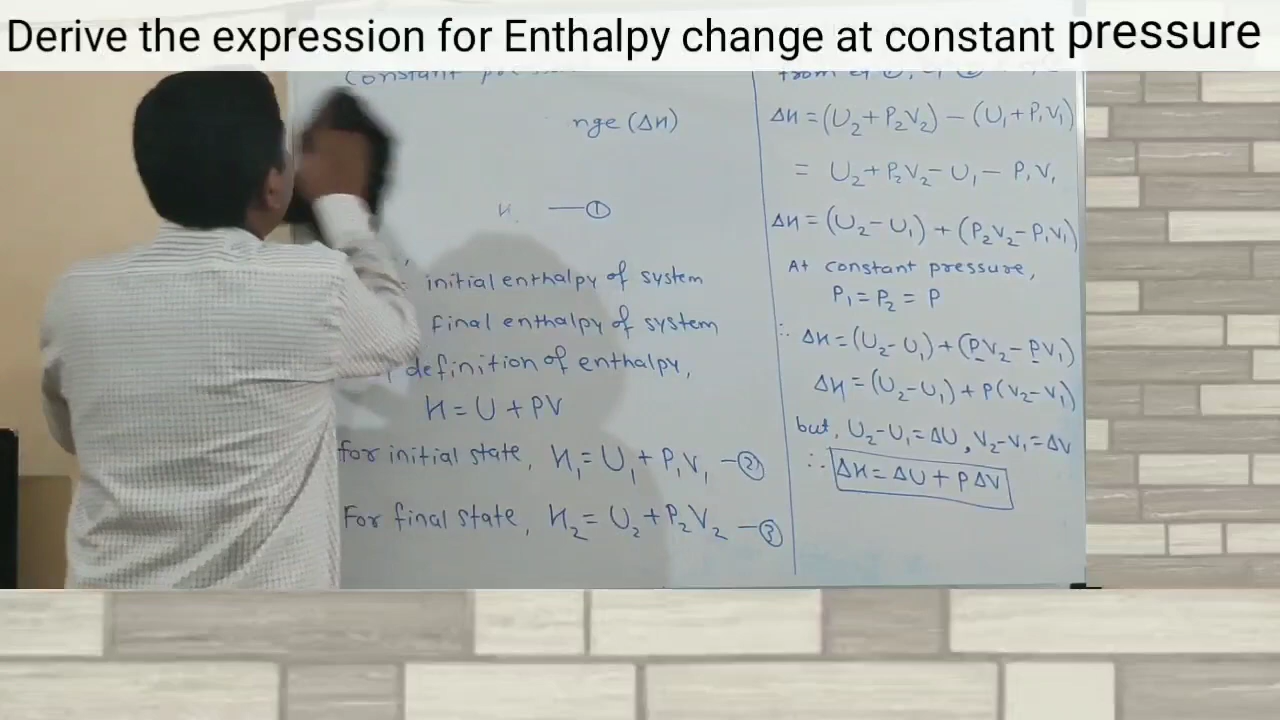 Derive the expression for Enthalpy change at constant pressure
constant
nge (ΔH)
H. —①
initial enthalpy of system
Final enthalpy of system
definition of enthalpy,
H = U + PV
for initial state, H₁ = U₁ + P₁V₁ —②
For final state, H₂ = U₂ + P₂V₂ —③
ΔH = (U₂ + P₂V₂) – (U₁ + P₁V₁)
= U₂ + P₂V₂ – U₁ – P₁V₁
ΔH = (U₂ – U₁) + (P₂V₂ – P₁V₁)
At constant pressure,
P₁ = P₂ = P
∴ ΔH = (U₂ – U₁) + (PV₂ – PV₁)
ΔH = (U₂ – U₁) + P(V₂ – V₁)
but, U₂ – U₁ = ΔU, V₂ – V₁ = ΔV
∴ ΔH = ΔU + PΔV